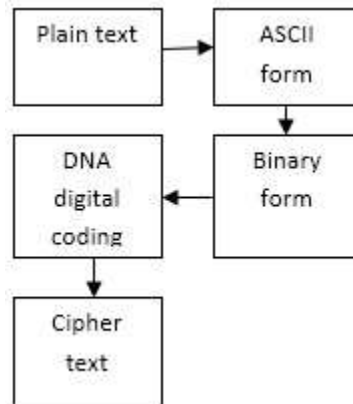 Plain text
ASCII
form
Binary
form
DNA
digital
coding
Cipher
text